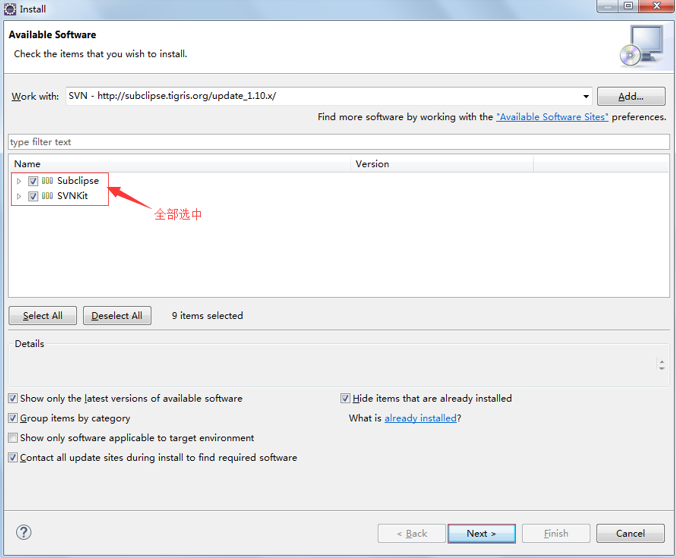 Install
Available Software
Check the items that you wish to install.
Work with: SVN - http://subclipse.tigris.org/update_1.10.x/ Add...
Find more software by working with the "Available Software Sites" preferences.
type filter text
Name Version
Subclipse
SVNKit
全部选中
Select All Deselect All 9 items selected
Details
Show only the latest versions of available software Hide items that are already installed
Group items by category What is already installed?
Show only software applicable to target environment
Contact all update sites during install to find required software
? < Back Next > Finish Cancel